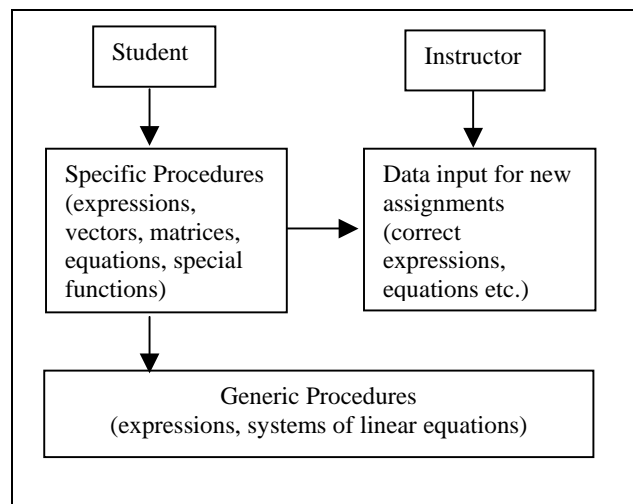 Student
Instructor
Specific Procedures
(expressions,
vectors, matrices,
equations, special
functions)
Data input for new
assignments
(correct
expressions,
equations etc.)
Generic Procedures
(expressions, systems of linear equations)